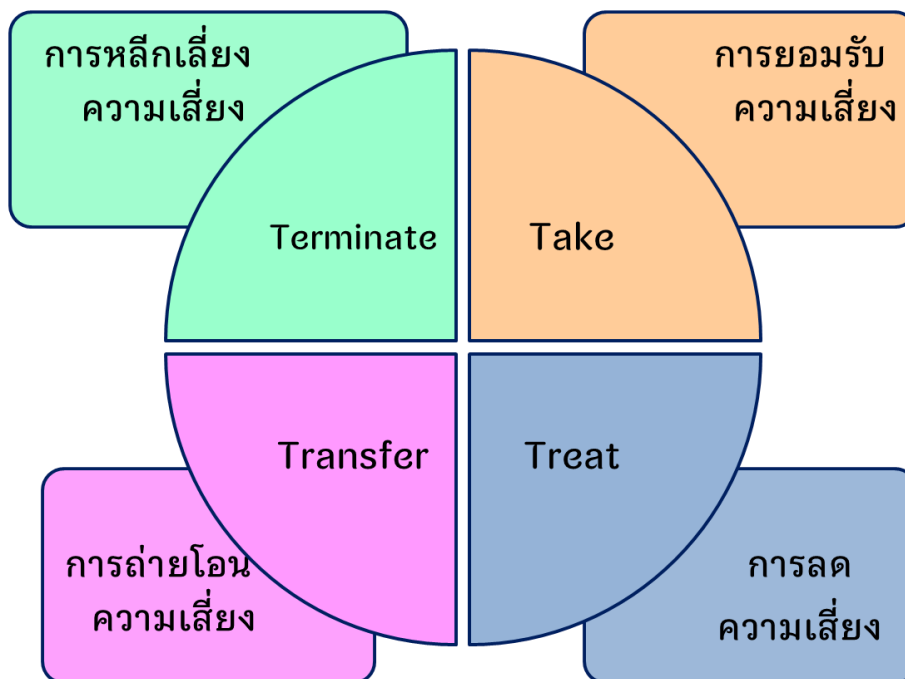 การหลีกเลี่ยง
ความเสี่ยง
การยอมรับ
ความเสี่ยง
Terminate
Take
Transfer
Treat
การถ่ายโอน
ความเสี่ยง
การลด
ความเสี่ยง